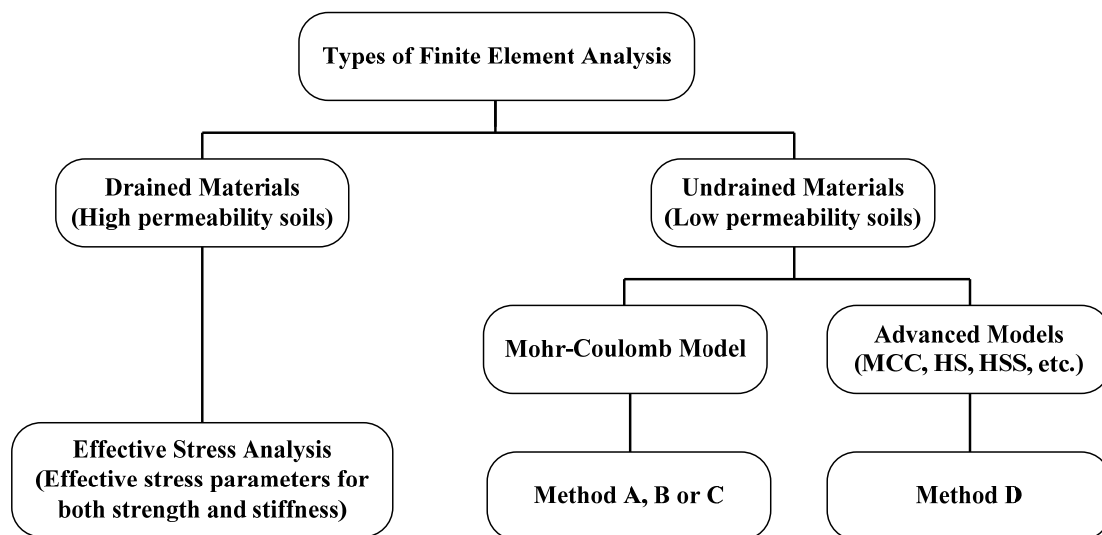 Types of Finite Element Analysis
Drained Materials
(High permeability soils)
Undrained Materials
(Low permeability soils)
Mohr-Coulomb Model
Advanced Models
(MCC, HS, HSS, etc.)
Effective Stress Analysis
(Effective stress parameters for
both strength and stiffness)
Method A, B or C
Method D